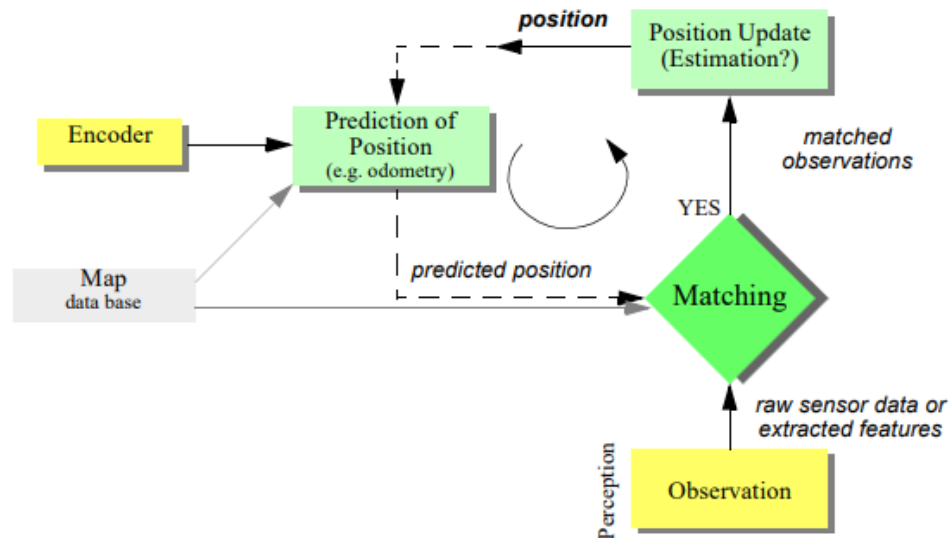 position
Position Update
(Estimation?)
Encoder
Prediction of
Position
(e.g. odometry)
matched
observations
YES
Map
data base
predicted position
Matching
raw sensor data or
extracted features
Perception
Observation